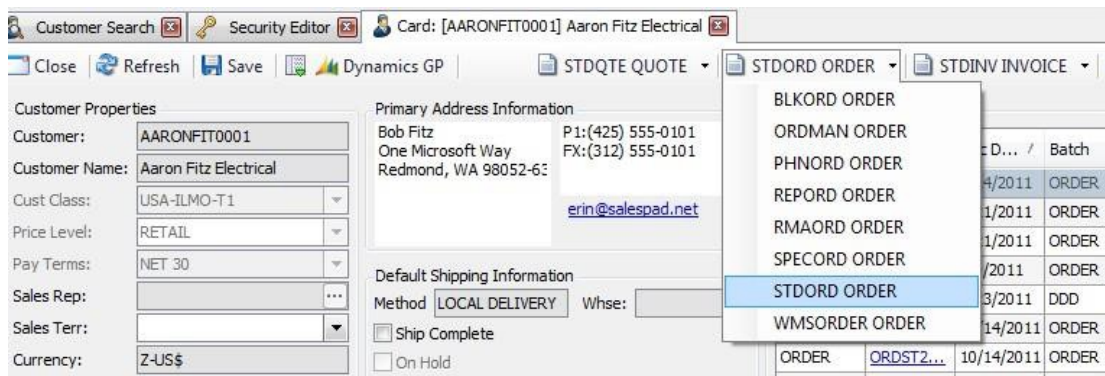 Customer Search Security Editor Card: [AARONFIT0001] Aaron Fitz Electrical
Close Refresh Save Dynamics GP STDQTE QUOTE STDORD ORDER STDINV INVOICE
Customer Properties
Customer: AARONFIT0001
Customer Name: Aaron Fitz Electrical
Cust Class: USA-ILMO-T1
Price Level: RETAIL
Pay Terms: NET 30
Sales Rep: ...
Sales Terr:
Currency: Z-US$
Primary Address Information
Bob Fitz
One Microsoft Way
Redmond, WA 98052-63
P1:(425) 555-0101
FX:(312) 555-0101
erin@salespad.net
Default Shipping Information
Method LOCAL DELIVERY Whse:
Ship Complete
On Hold
BLKORD ORDER
ORDMAN ORDER
PHNORD ORDER
REPORD ORDER
RMAORD ORDER
SPECORD ORDER
STDORD ORDER
WMSORDER ORDER
D... / Batch
4/2011 ORDER
1/2011 ORDER
1/2011 ORDER
/2011 ORDER
3/2011 DDD
14/2011 ORDER
ORDER ORDST2... 10/14/2011 ORDER